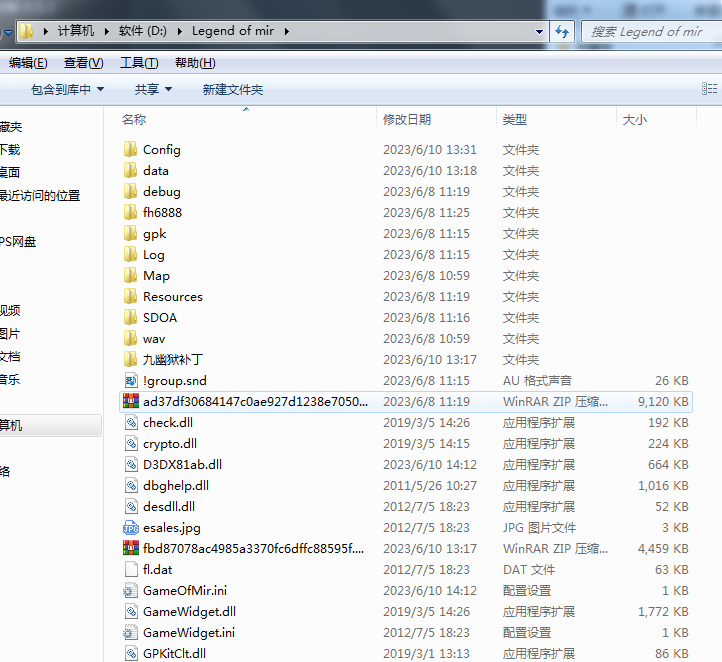 计算机 ▸ 软件 (D:) ▸ Legend of mir ▸
搜索 Legend of mir
编辑(E) 查看(V) 工具(T) 帮助(H)
包含到库中 共享 新建文件夹
名称 修改日期 类型 大小
藏夹
下载
桌面
最近访问的位置
PS网盘
视频
图片
文档
音乐
算机
络
Config 2023/6/10 13:31 文件夹
data 2023/6/10 13:18 文件夹
debug 2023/6/8 11:19 文件夹
fh6888 2023/6/8 11:25 文件夹
gpk 2023/6/8 11:15 文件夹
Log 2023/6/8 11:15 文件夹
Map 2023/6/8 10:59 文件夹
Resources 2023/6/8 11:19 文件夹
SDOA 2023/6/8 11:16 文件夹
wav 2023/6/8 10:59 文件夹
九幽狱补丁 2023/6/10 13:17 文件夹
!group.snd 2023/6/8 11:15 AU 格式声音 26 KB
ad37df30684147c0ae927d1238e7050... 2023/6/8 11:19 WinRAR ZIP 压缩... 9,120 KB
check.dll 2019/3/5 14:26 应用程序扩展 192 KB
crypto.dll 2019/3/5 14:15 应用程序扩展 224 KB
D3DX81ab.dll 2023/6/10 14:12 应用程序扩展 664 KB
dbghelp.dll 2011/5/26 10:27 应用程序扩展 1,016 KB
desdll.dll 2012/7/5 18:23 应用程序扩展 52 KB
esales.jpg 2012/7/5 18:23 JPG 图片文件 3 KB
fbd87078ac4985a3370fc6dffc88595f.... 2023/6/10 13:17 WinRAR ZIP 压缩... 4,459 KB
fl.dat 2012/7/5 18:23 DAT 文件 63 KB
GameOfMir.ini 2023/6/10 14:12 配置设置 1 KB
GameWidget.dll 2019/3/5 14:26 应用程序扩展 1,772 KB
GameWidget.ini 2012/7/5 18:23 配置设置 1 KB
GPKitClt.dll 2019/3/1 13:13 应用程序扩展 86 KB